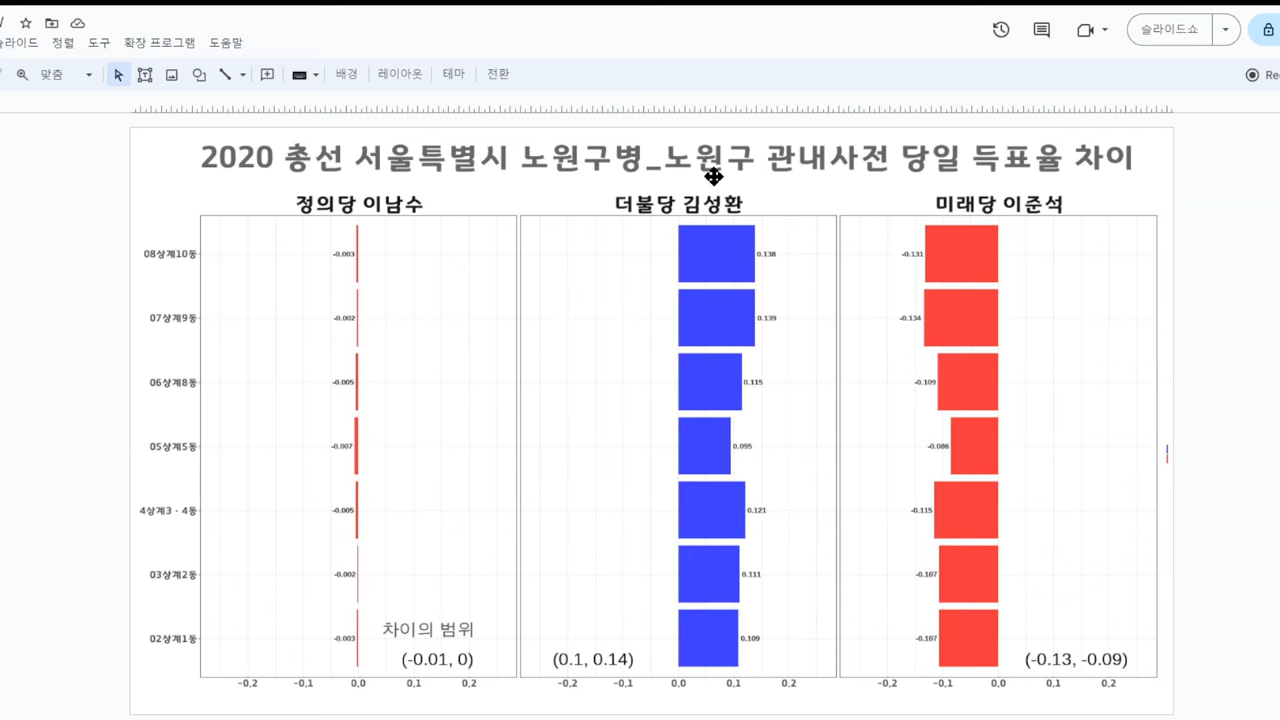 슬라이드 정렬 도구 확장 프로그램 도움말
슬라이드쇼
맞춤 배경 레이아웃 테마 전환 Rec
2020 총선 서울특별시 노원구병_노원구 관내사전 당일 득표율 차이
정의당 이남수 더불당 김성환 미래당 이준석
08상계10동 -0.003 0.138 -0.131
07상계9동 -0.002 0.139 -0.134
06상계8동 -0.005 0.115 -0.109
05상계5동 -0.007 0.095 -0.086
4상계3·4동 -0.005 0.121 -0.115
03상계2동 -0.002 0.111 -0.107
02상계1동 -0.003 0.109 -0.107
차이의 범위
(-0.01, 0) (0.1, 0.14) (-0.13, -0.09)
-0.2 -0.1 0.0 0.1 0.2 -0.2 -0.1 0.0 0.1 0.2 -0.2 -0.1 0.0 0.1 0.2